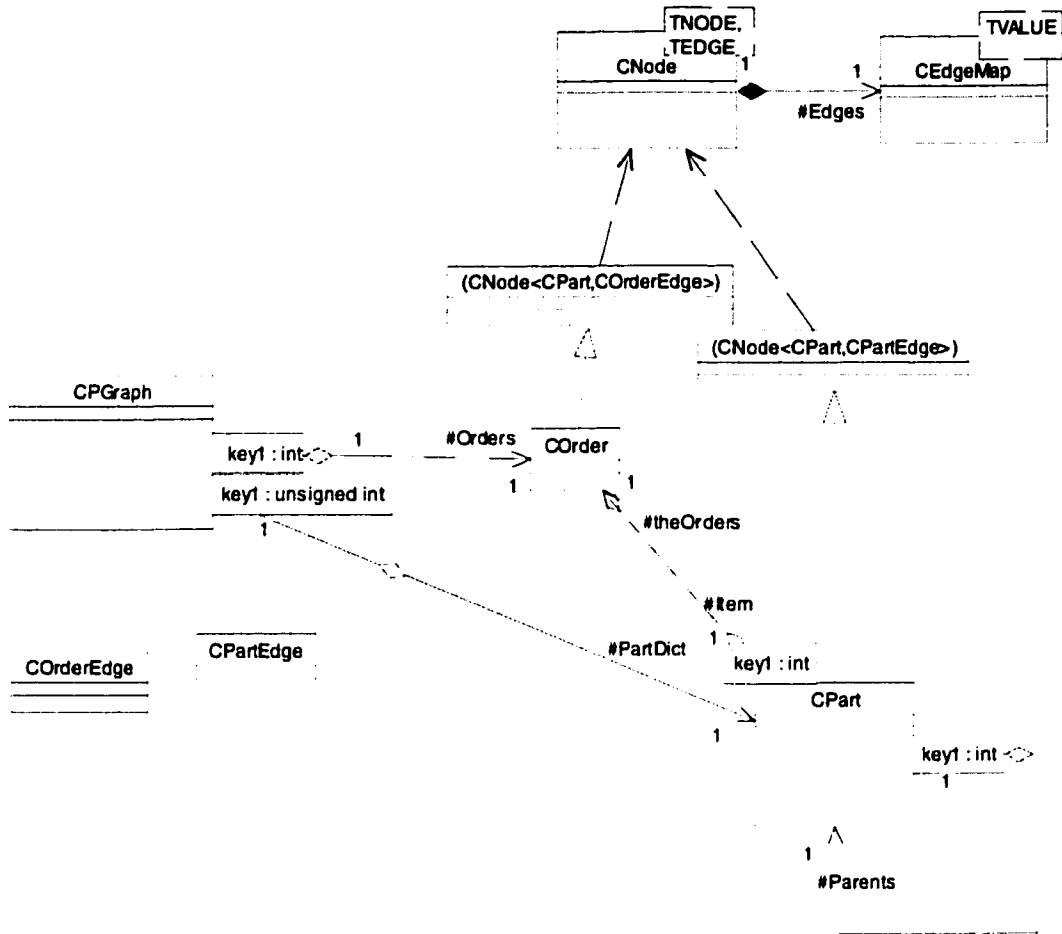 TNODE,
TEDGE
TVALUE
CNode
1
1
CEdgeMap
#Edges
(CNode<CPart,COrderEdge>)
(CNode<CPart,CPartEdge>)
CPGraph
key1 : int
1
#Orders
COrder
1
1
key1 : unsigned int
1
#theOrders
#Item
1
#PartDict
COrderEdge
CPartEdge
key1 : int
CPart
1
key1 : int
1
1
#Parents